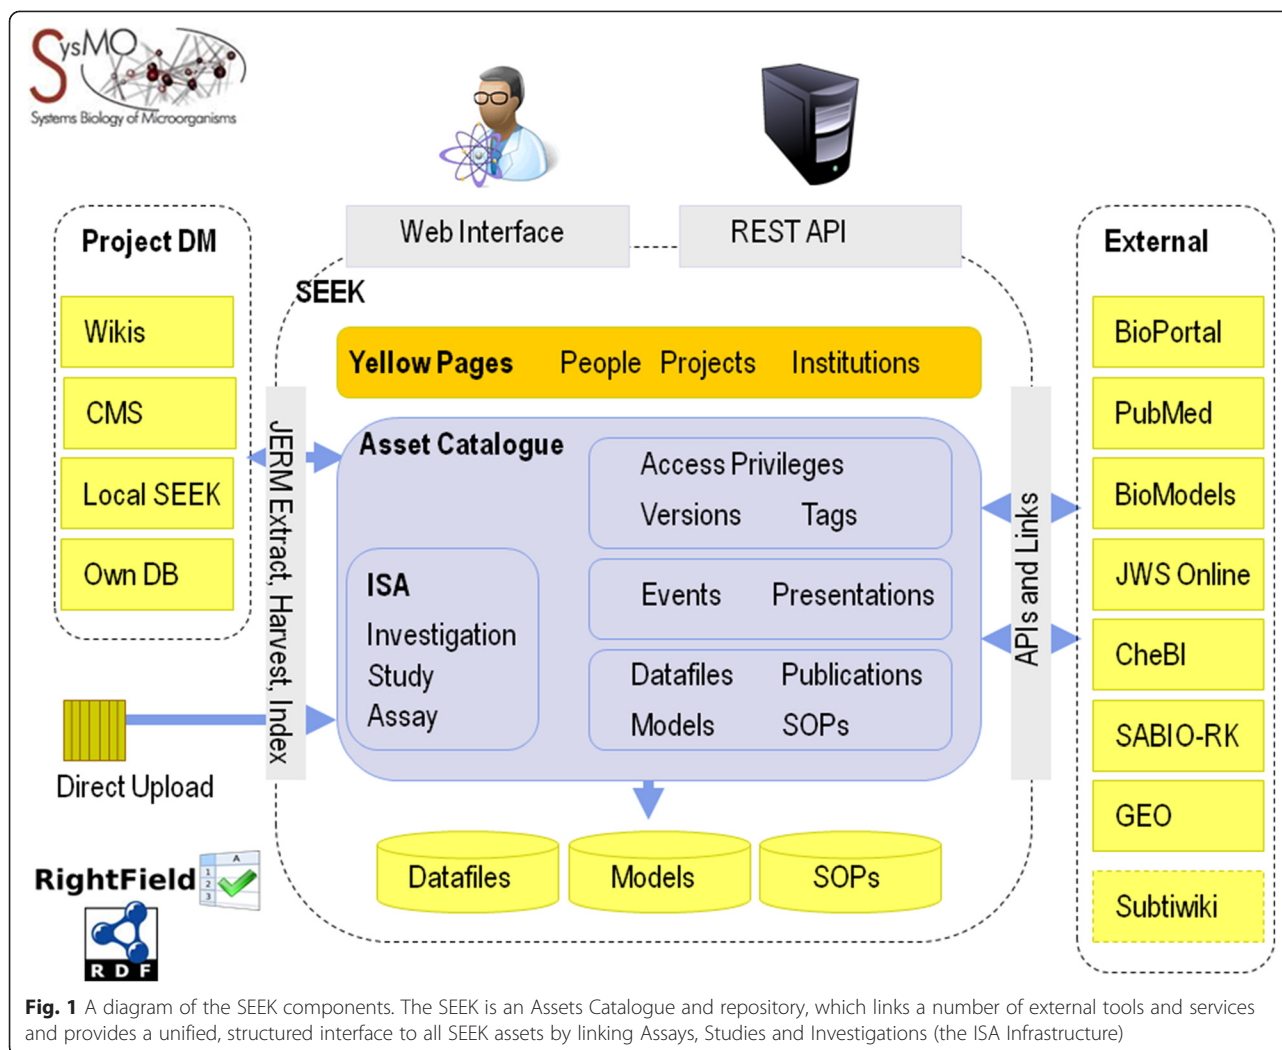 SysMO
Systems Biology of Microorganisms
Web Interface
REST API
Project DM
Wikis
CMS
Local SEEK
Own DB
Direct Upload
RightField
A
1
2
3
RDF
SEEK
JERM Extract, Harvest, Index
Yellow Pages People Projects Institutions
Asset Catalogue
ISA
Investigation
Study
Assay
Access Privileges
Versions Tags
Events Presentations
Datafiles Publications
Models SOPs
Datafiles
Models
SOPs
APIs and Links
External
BioPortal
PubMed
BioModels
JWS Online
CheBI
SABIO-RK
GEO
Subtiwiki
Fig. 1 A diagram of the SEEK components. The SEEK is an Assets Catalogue and repository, which links a number of external tools and services
and provides a unified, structured interface to all SEEK assets by linking Assays, Studies and Investigations (the ISA Infrastructure)